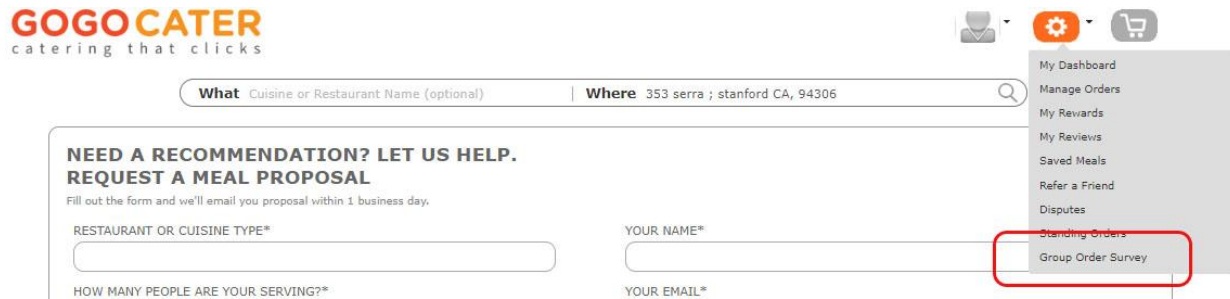 GOGO CATER
catering that clicks
What Cuisine or Restaurant Name (optional) Where 353 serra ; stanford CA, 94306
My Dashboard
Manage Orders
My Rewards
My Reviews
Saved Meals
Refer a Friend
Disputes
Standing Orders
Group Order Survey
NEED A RECOMMENDATION? LET US HELP.
REQUEST A MEAL PROPOSAL
Fill out the form and we'll email you proposal within 1 business day.
RESTAURANT OR CUISINE TYPE* YOUR NAME*
HOW MANY PEOPLE ARE YOUR SERVING?* YOUR EMAIL*